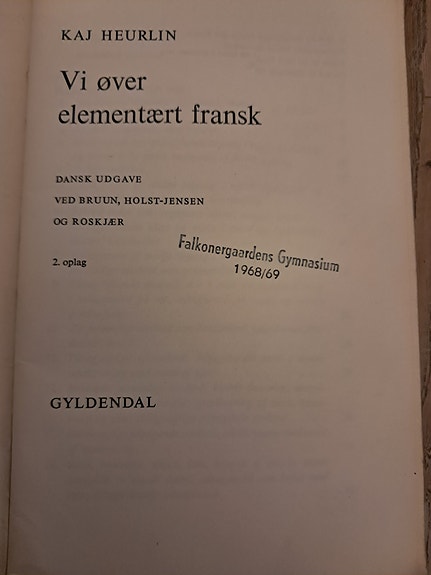 KAJ HEURLIN
Vi øver
elementært fransk
DANSK UDGAVE
VED BRUUN, HOLST-JENSEN
OG ROSKJÆR
2. oplag
Falkonergaardens Gymnasium
1968/69
GYLDENDAL